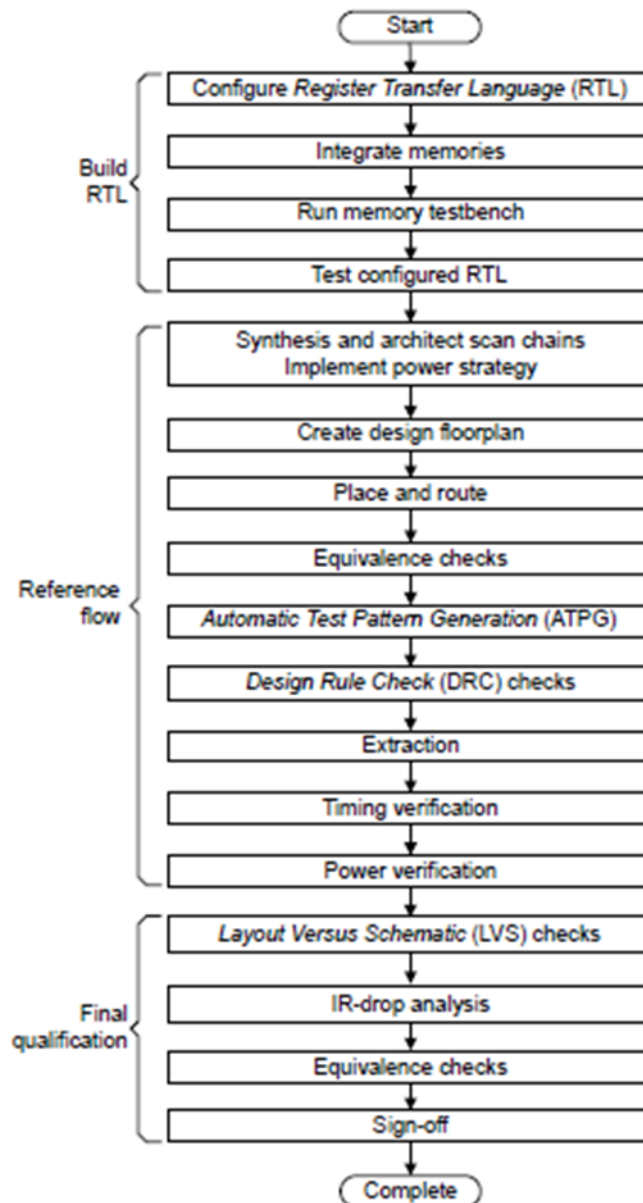 Start
Build
RTL
Configure Register Transfer Language (RTL)
Integrate memories
Run memory testbench
Test configured RTL
Reference
flow
Synthesis and architect scan chains
Implement power strategy
Create design floorplan
Place and route
Equivalence checks
Automatic Test Pattern Generation (ATPG)
Design Rule Check (DRC) checks
Extraction
Timing verification
Power verification
Final
qualification
Layout Versus Schematic (LVS) checks
IR-drop analysis
Equivalence checks
Sign-off
Complete